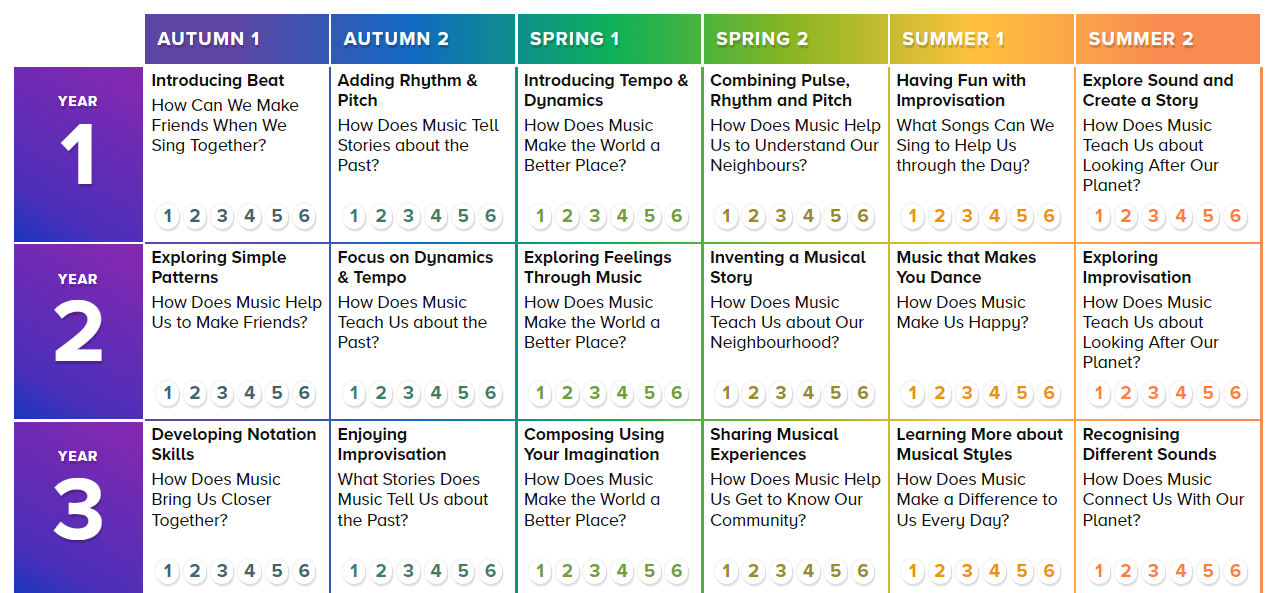 AUTUMN 1
AUTUMN 2
SPRING 1
SPRING 2
SUMMER 1
SUMMER 2
YEAR
1
Introducing Beat
How Can We Make
Friends When We
Sing Together?
1 2 3 4 5 6
Adding Rhythm &
Pitch
How Does Music Tell
Stories about the
Past?
1 2 3 4 5 6
Introducing Tempo &
Dynamics
How Does Music
Make the World a
Better Place?
1 2 3 4 5 6
Combining Pulse,
Rhythm and Pitch
How Does Music Help
Us to Understand Our
Neighbours?
1 2 3 4 5 6
Having Fun with
Improvisation
What Songs Can We
Sing to Help Us
through the Day?
1 2 3 4 5 6
Explore Sound and
Create a Story
How Does Music
Teach Us about
Looking After Our
Planet?
1 2 3 4 5 6
YEAR
2
Exploring Simple
Patterns
How Does Music Help
Us to Make Friends?
1 2 3 4 5 6
Focus on Dynamics
& Tempo
How Does Music
Teach Us about the
Past?
1 2 3 4 5 6
Exploring Feelings
Through Music
How Does Music
Make the World a
Better Place?
1 2 3 4 5 6
Inventing a Musical
Story
How Does Music
Teach Us about Our
Neighbourhood?
1 2 3 4 5 6
Music that Makes
You Dance
How Does Music
Make Us Happy?
1 2 3 4 5 6
Exploring
Improvisation
How Does Music
Teach Us about
Looking After Our
Planet?
1 2 3 4 5 6
YEAR
3
Developing Notation
Skills
How Does Music
Bring Us Closer
Together?
1 2 3 4 5 6
Enjoying
Improvisation
What Stories Does
Music Tell Us about
the Past?
1 2 3 4 5 6
Composing Using
Your Imagination
How Does Music
Make the World a
Better Place?
1 2 3 4 5 6
Sharing Musical
Experiences
How Does Music Help
Us Get to Know Our
Community?
1 2 3 4 5 6
Learning More about
Musical Styles
How Does Music
Make a Difference to
Us Every Day?
1 2 3 4 5 6
Recognising
Different Sounds
How Does Music
Connect Us With Our
Planet?
1 2 3 4 5 6